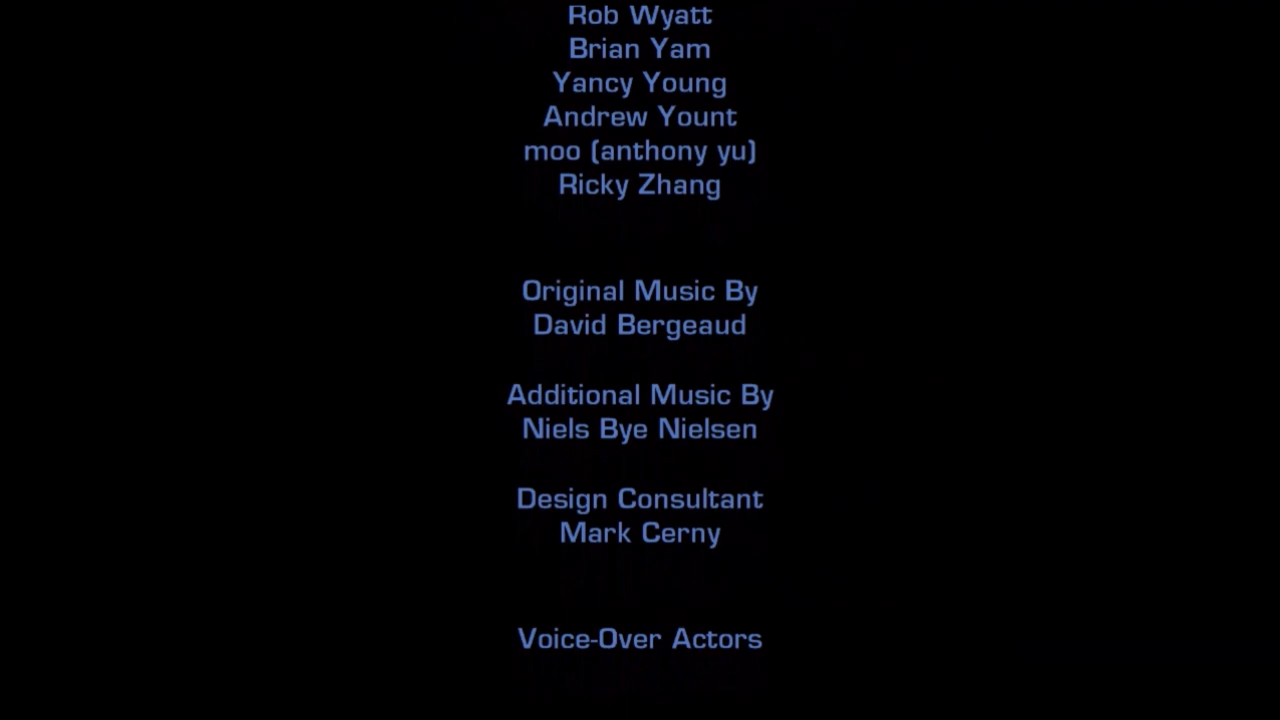 Rob Wyatt
Brian Yam
Yancy Young
Andrew Yount
moo (anthony yu)
Ricky Zhang
Original Music By
David Bergeaud
Additional Music By
Niels Bye Nielsen
Design Consultant
Mark Cerny
Voice-Over Actors